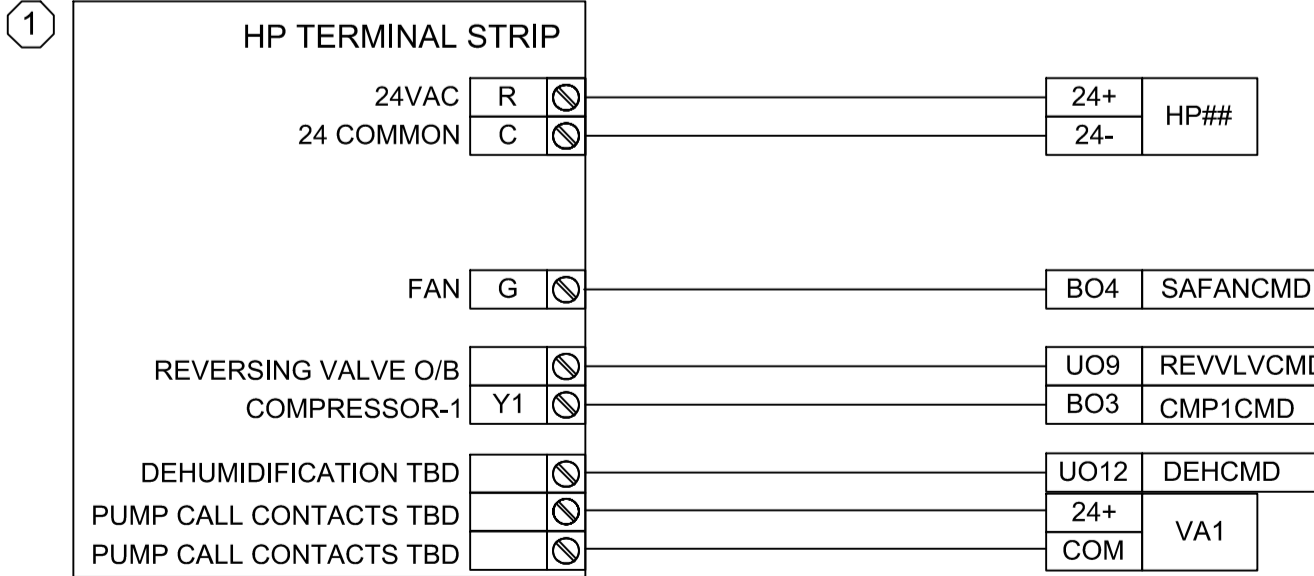 1
HP TERMINAL STRIP
24VAC R 24+
HP##
24 COMMON C 24-
FAN G BO4 SAFANCMD
REVERSING VALVE O/B UO9 REVVLVCMD
COMPRESSOR-1 Y1 BO3 CMP1CMD
DEHUMIDIFICATION TBD UO12 DEHCMD
PUMP CALL CONTACTS TBD 24+
VA1
PUMP CALL CONTACTS TBD COM